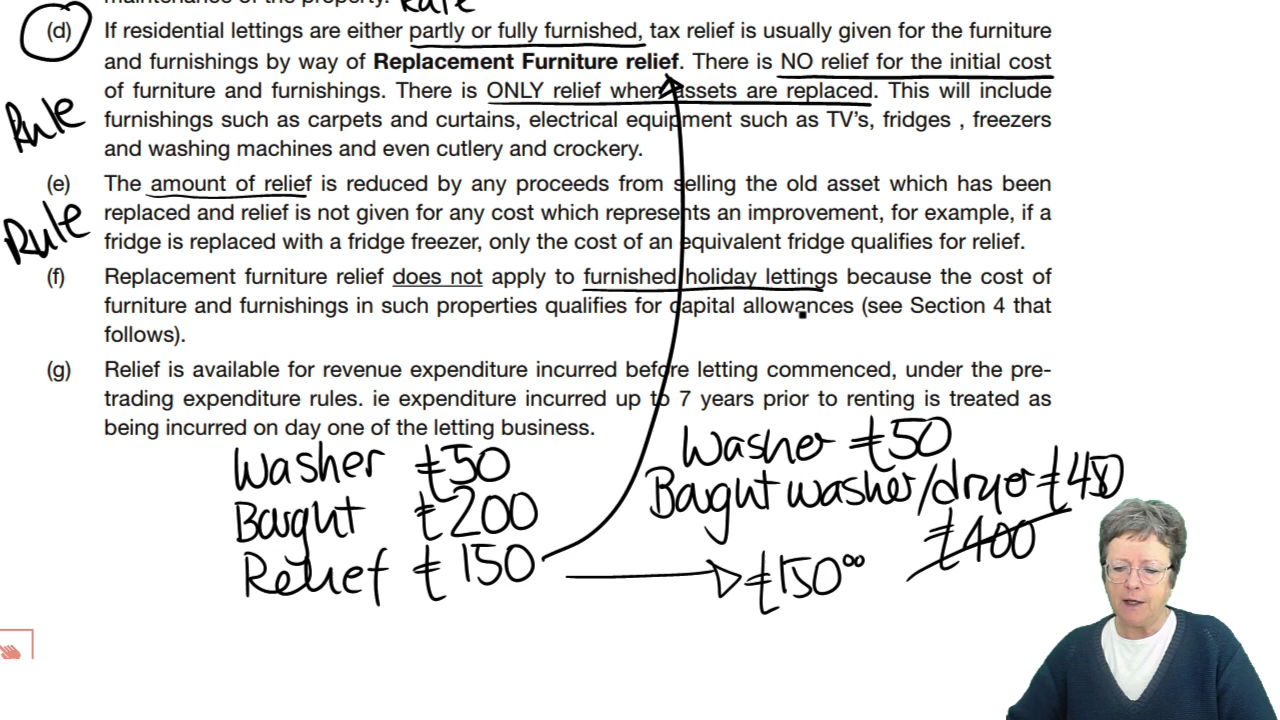 maintenance of the property. Rule
(d) If residential lettings are either partly or fully furnished, tax relief is usually given for the furniture
and furnishings by way of Replacement Furniture relief. There is NO relief for the initial cost
of furniture and furnishings. There is ONLY relief when assets are replaced. This will include
Rule furnishings such as carpets and curtains, electrical equipment such as TV's, fridges , freezers
and washing machines and even cutlery and crockery.
(e) The amount of relief is reduced by any proceeds from selling the old asset which has been
Rule replaced and relief is not given for any cost which represents an improvement, for example, if a
fridge is replaced with a fridge freezer, only the cost of an equivalent fridge qualifies for relief.
(f) Replacement furniture relief does not apply to furnished holiday lettings because the cost of
furniture and furnishings in such properties qualifies for capital allowances (see Section 4 that
follows).
(g) Relief is available for revenue expenditure incurred before letting commenced, under the pre-
trading expenditure rules. ie expenditure incurred up to 7 years prior to renting is treated as
being incurred on day one of the letting business.
Washer £50
Bought £200
Relief £150
Washer £50
Bought washer/dryer £480
£400
£150⁰⁰